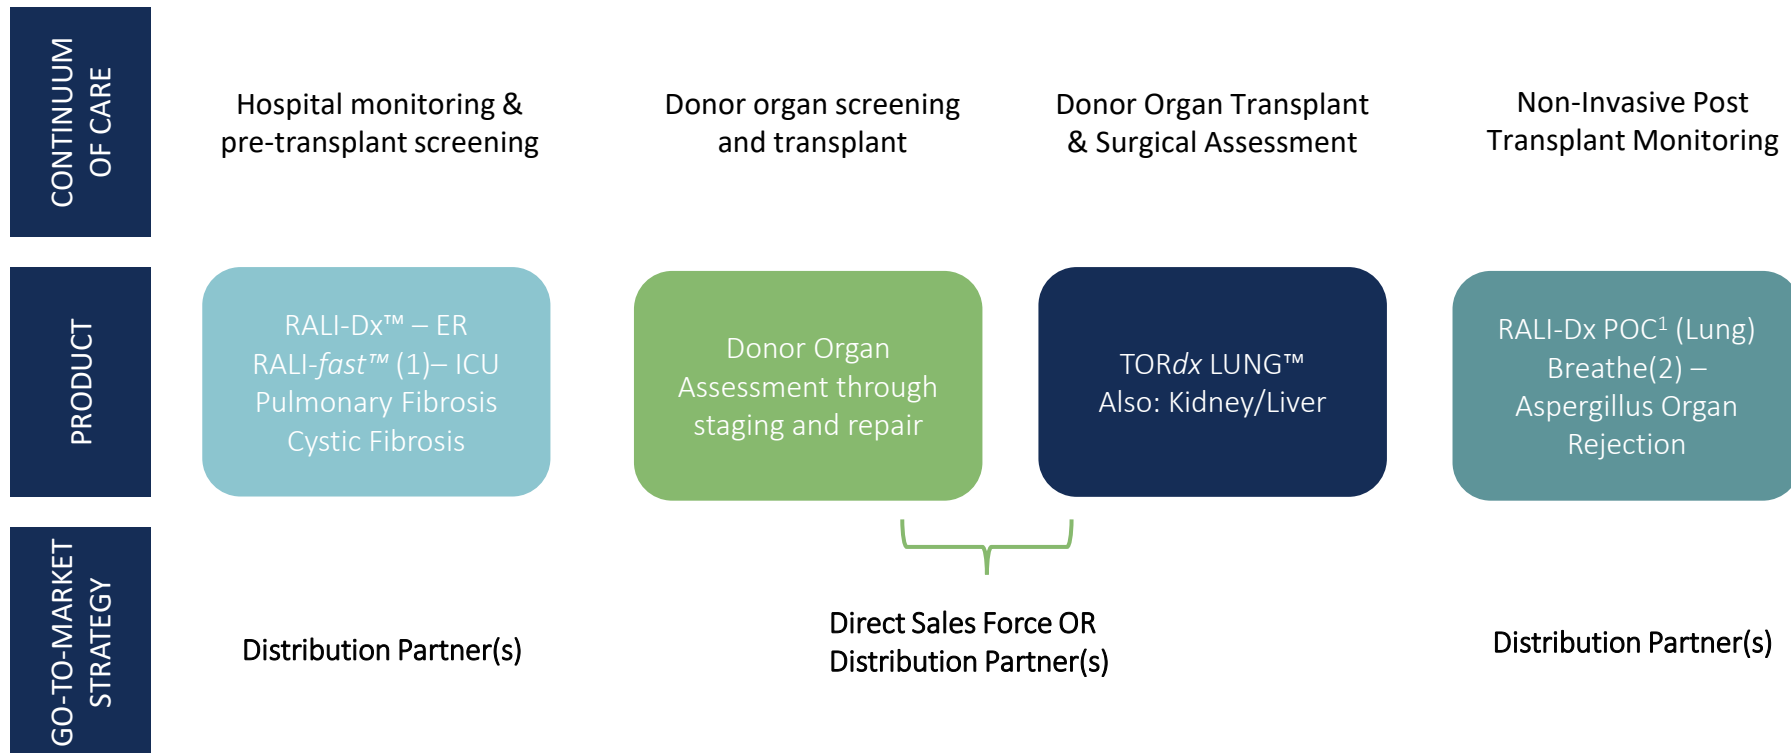 CONTINUUM
OF CARE
Hospital monitoring &
pre-transplant screening
Donor organ screening
and transplant
Donor Organ Transplant
& Surgical Assessment
Non-Invasive Post
Transplant Monitoring
PRODUCT
RALI-Dx™ – ER
RALI-fast™ (1)– ICU
Pulmonary Fibrosis
Cystic Fibrosis
Donor Organ
Assessment through
staging and repair
TORdx LUNG™
Also: Kidney/Liver
RALI-Dx POC¹ (Lung)
Breathe(2) –
Aspergillus Organ
Rejection
GO-TO-MARKET
STRATEGY
Distribution Partner(s)
Direct Sales Force OR
Distribution Partner(s)
Distribution Partner(s)